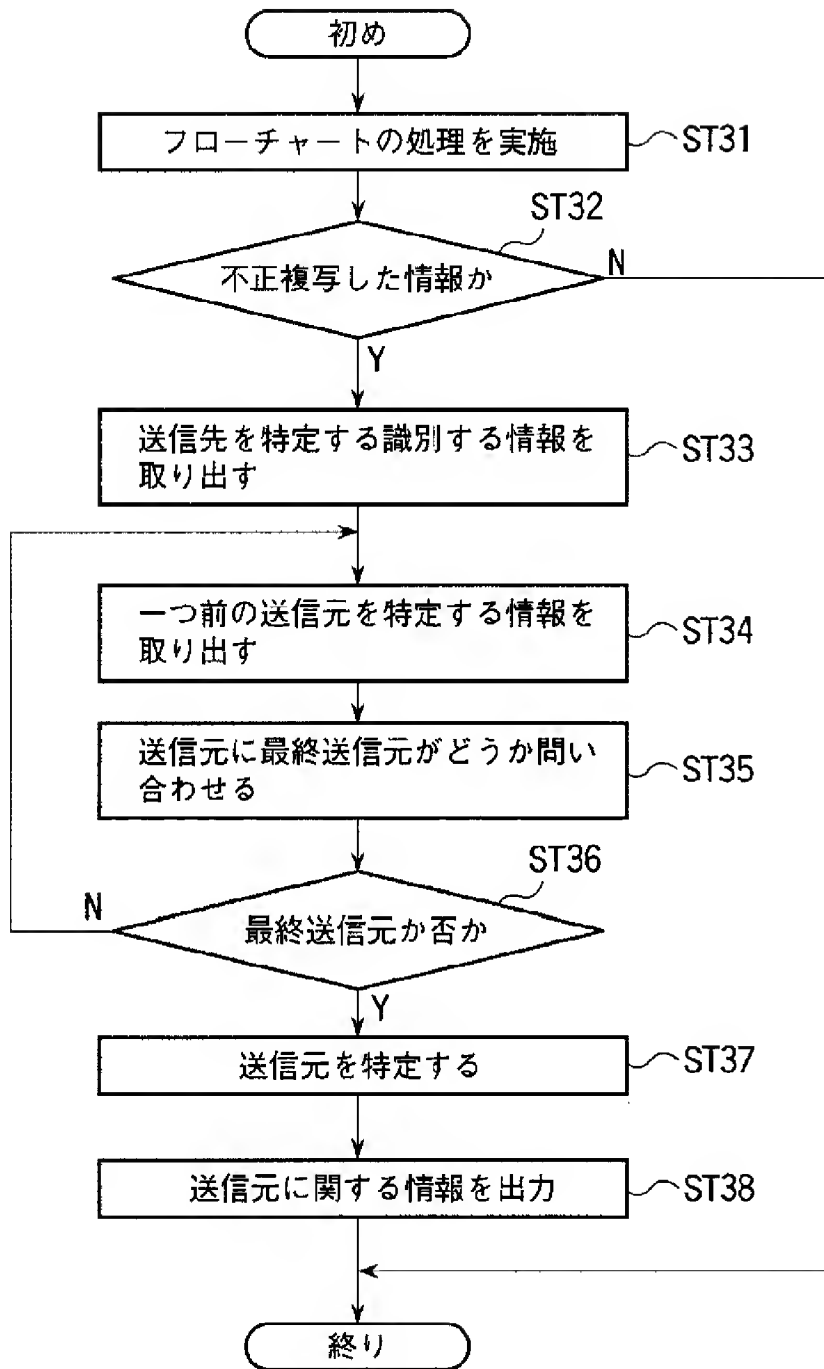 初め
フローチャートの処理を実施
ST31
ST32
不正複写した情報か
N
Y
送信先を特定する識別する情報を
取り出す
ST33
一つ前の送信元を特定する情報を
取り出す
ST34
送信元に最終送信元がどうか問い
合わせる
ST35
ST36
N
最終送信元か否か
Y
送信元を特定する
ST37
送信元に関する情報を出力
ST38
終り